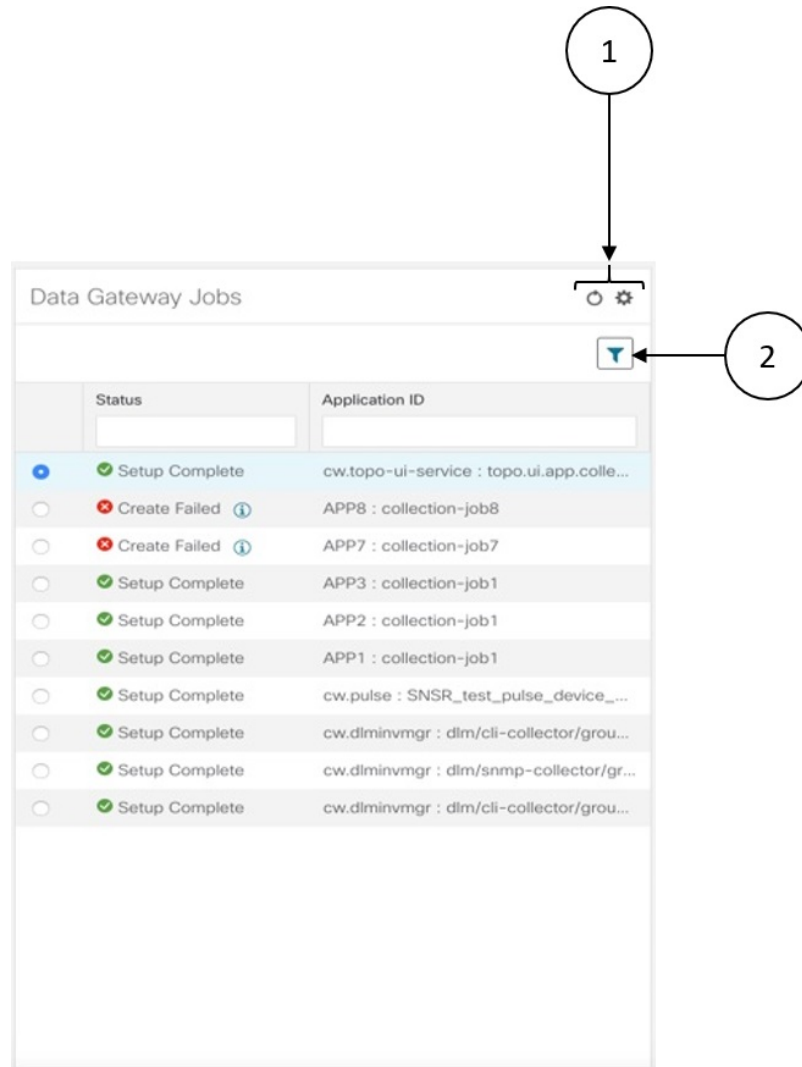 1
Data Gateway Jobs
2
Status Application ID
Setup Complete cw.topo-ui-service : topo.ui.app.colle...
Create Failed APP8 : collection-job8
Create Failed APP7 : collection-job7
Setup Complete APP3 : collection-job1
Setup Complete APP2 : collection-job1
Setup Complete APP1 : collection-job1
Setup Complete cw.pulse : SNSR_test_pulse_device_...
Setup Complete cw.dlminvmgr : dlm/cli-collector/grou...
Setup Complete cw.dlminvmgr : dlm/snmp-collector/gr...
Setup Complete cw.dlminvmgr : dlm/cli-collector/grou...